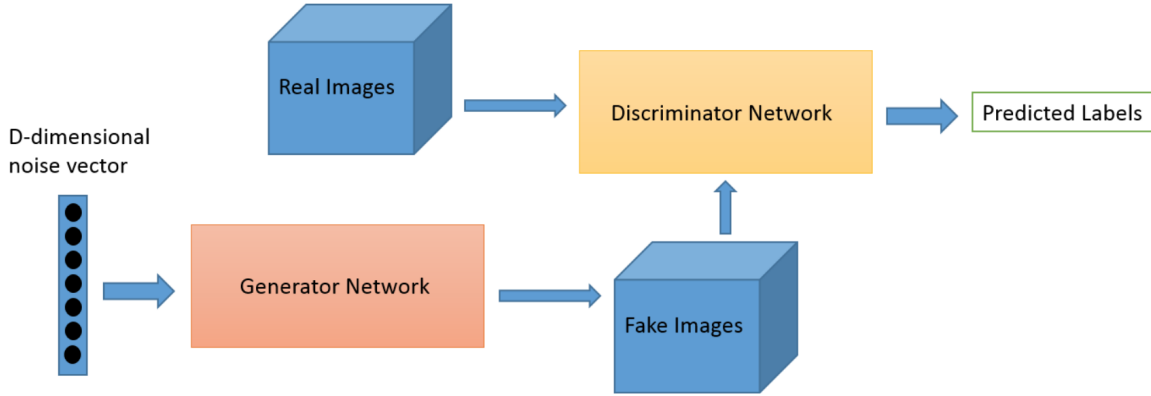 Real Images
Discriminator Network
Predicted Labels
D-dimensional
noise vector
Generator Network
Fake Images